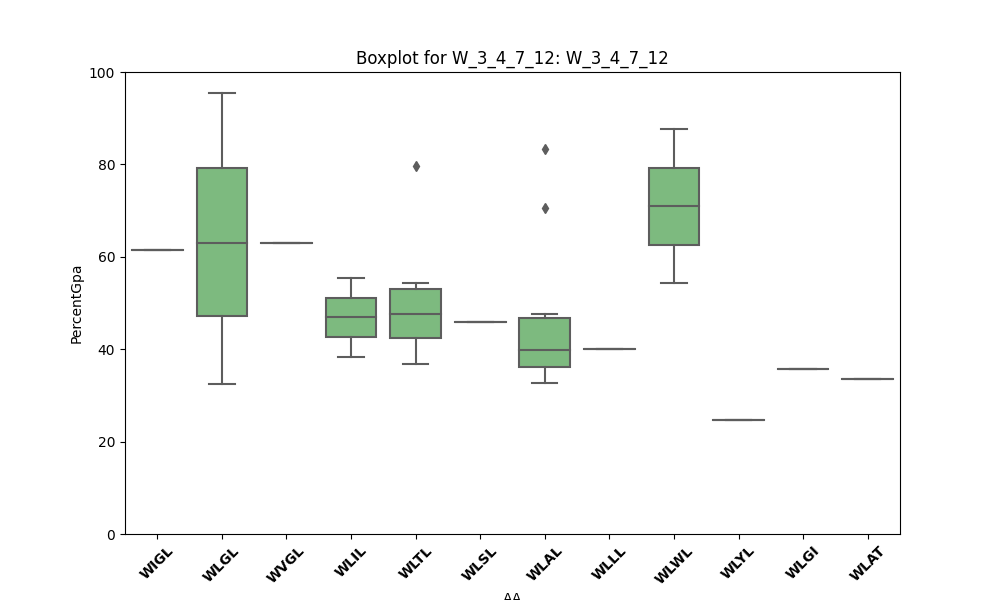 Boxplot for W_3_4_7_12: W_3_4_7_12
PercentGpa
100
80
60
40
20
0
WIGL WLGL WVGL WLIL WLTL WLSL WLAL WLLL WLWL WLYL WLGI WLAT
AA